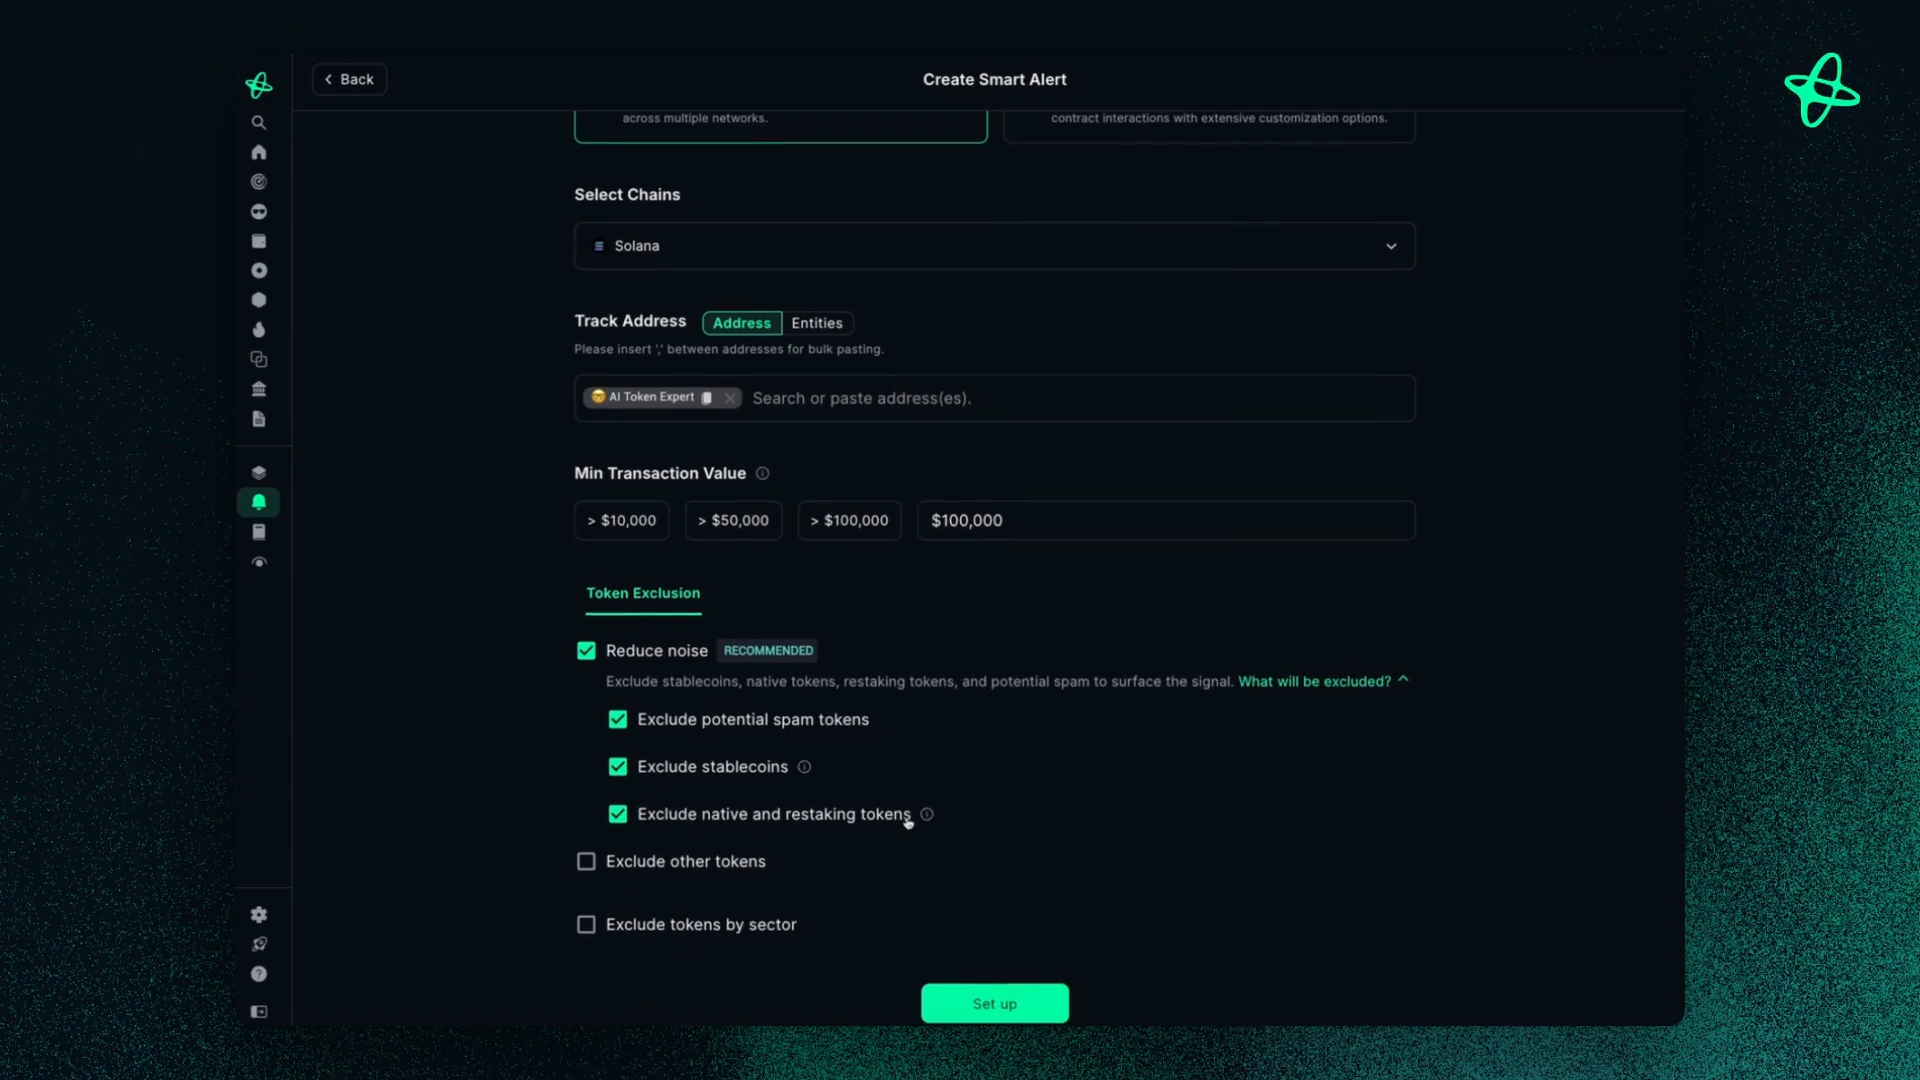 Back
Create Smart Alert
across multiple networks.
contract interactions with extensive customization options.
Select Chains
Solana
Track Address
Address
Entities
Please insert ',' between addresses for bulk pasting.
AI Token Expert
Search or paste address(es).
Min Transaction Value
> $10,000
> $50,000
> $100,000
$100,000
Token Exclusion
Reduce noise
RECOMMENDED
Exclude stablecoins, native tokens, restaking tokens, and potential spam to surface the signal. What will be excluded?
Exclude potential spam tokens
Exclude stablecoins
Exclude native and restaking tokens
Exclude other tokens
Exclude tokens by sector
Set up